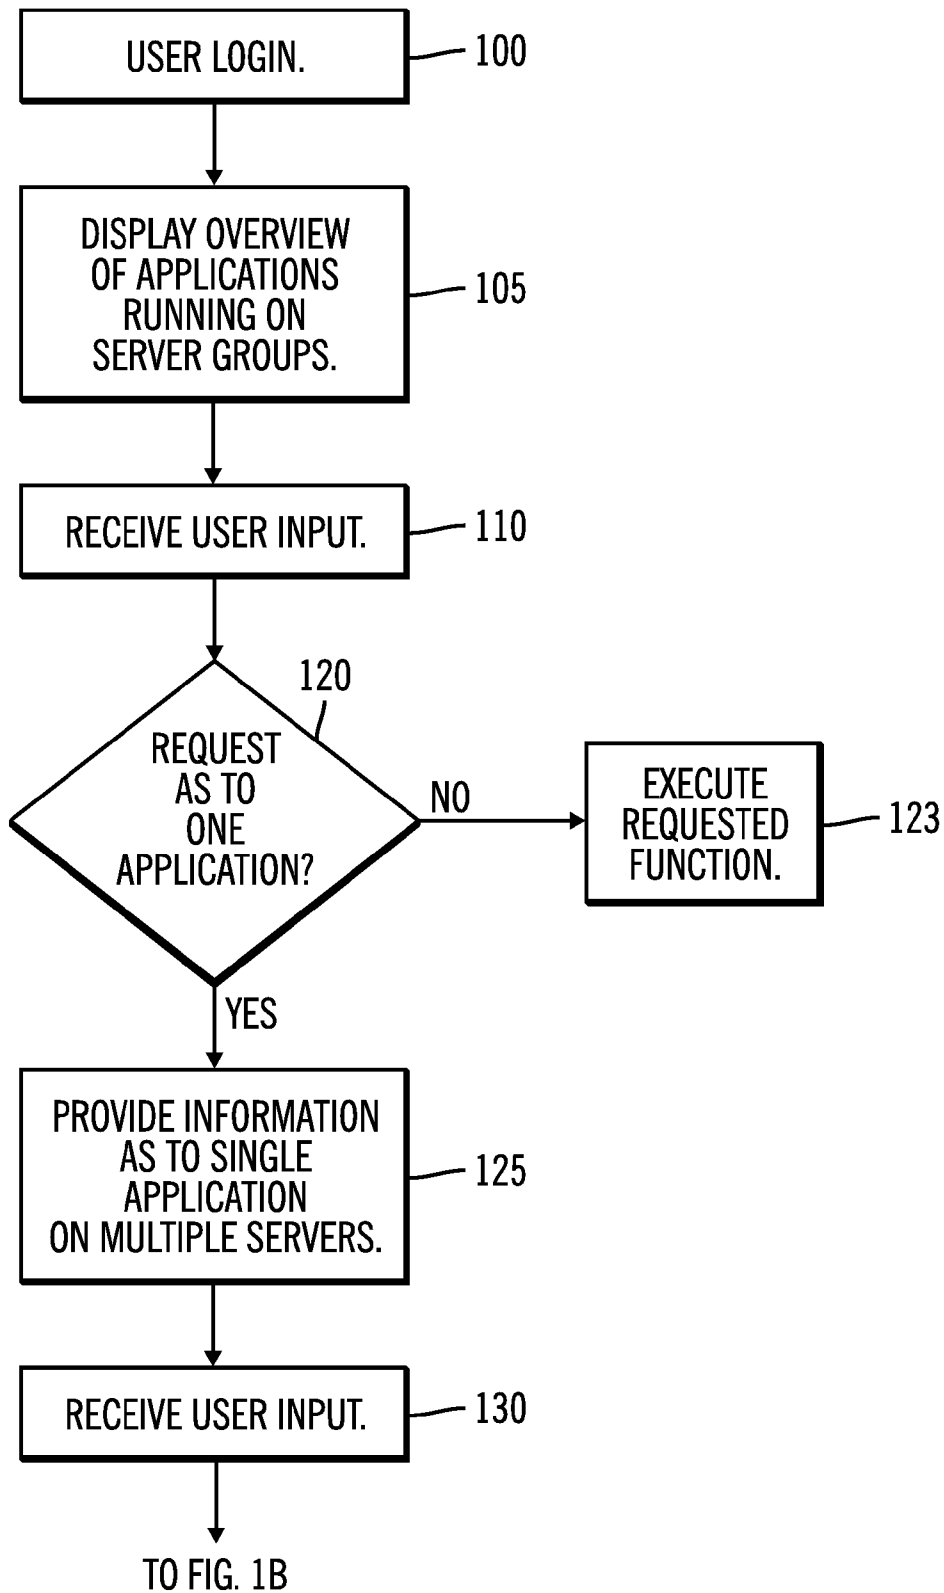 USER LOGIN.
100
DISPLAY OVERVIEW
OF APPLICATIONS
RUNNING ON
SERVER GROUPS.
105
RECEIVE USER INPUT.
110
120
REQUEST
AS TO
ONE
APPLICATION?
NO
EXECUTE
REQUESTED
FUNCTION.
123
YES
PROVIDE INFORMATION
AS TO SINGLE
APPLICATION
ON MULTIPLE SERVERS.
125
RECEIVE USER INPUT.
130
TO FIG. 1B